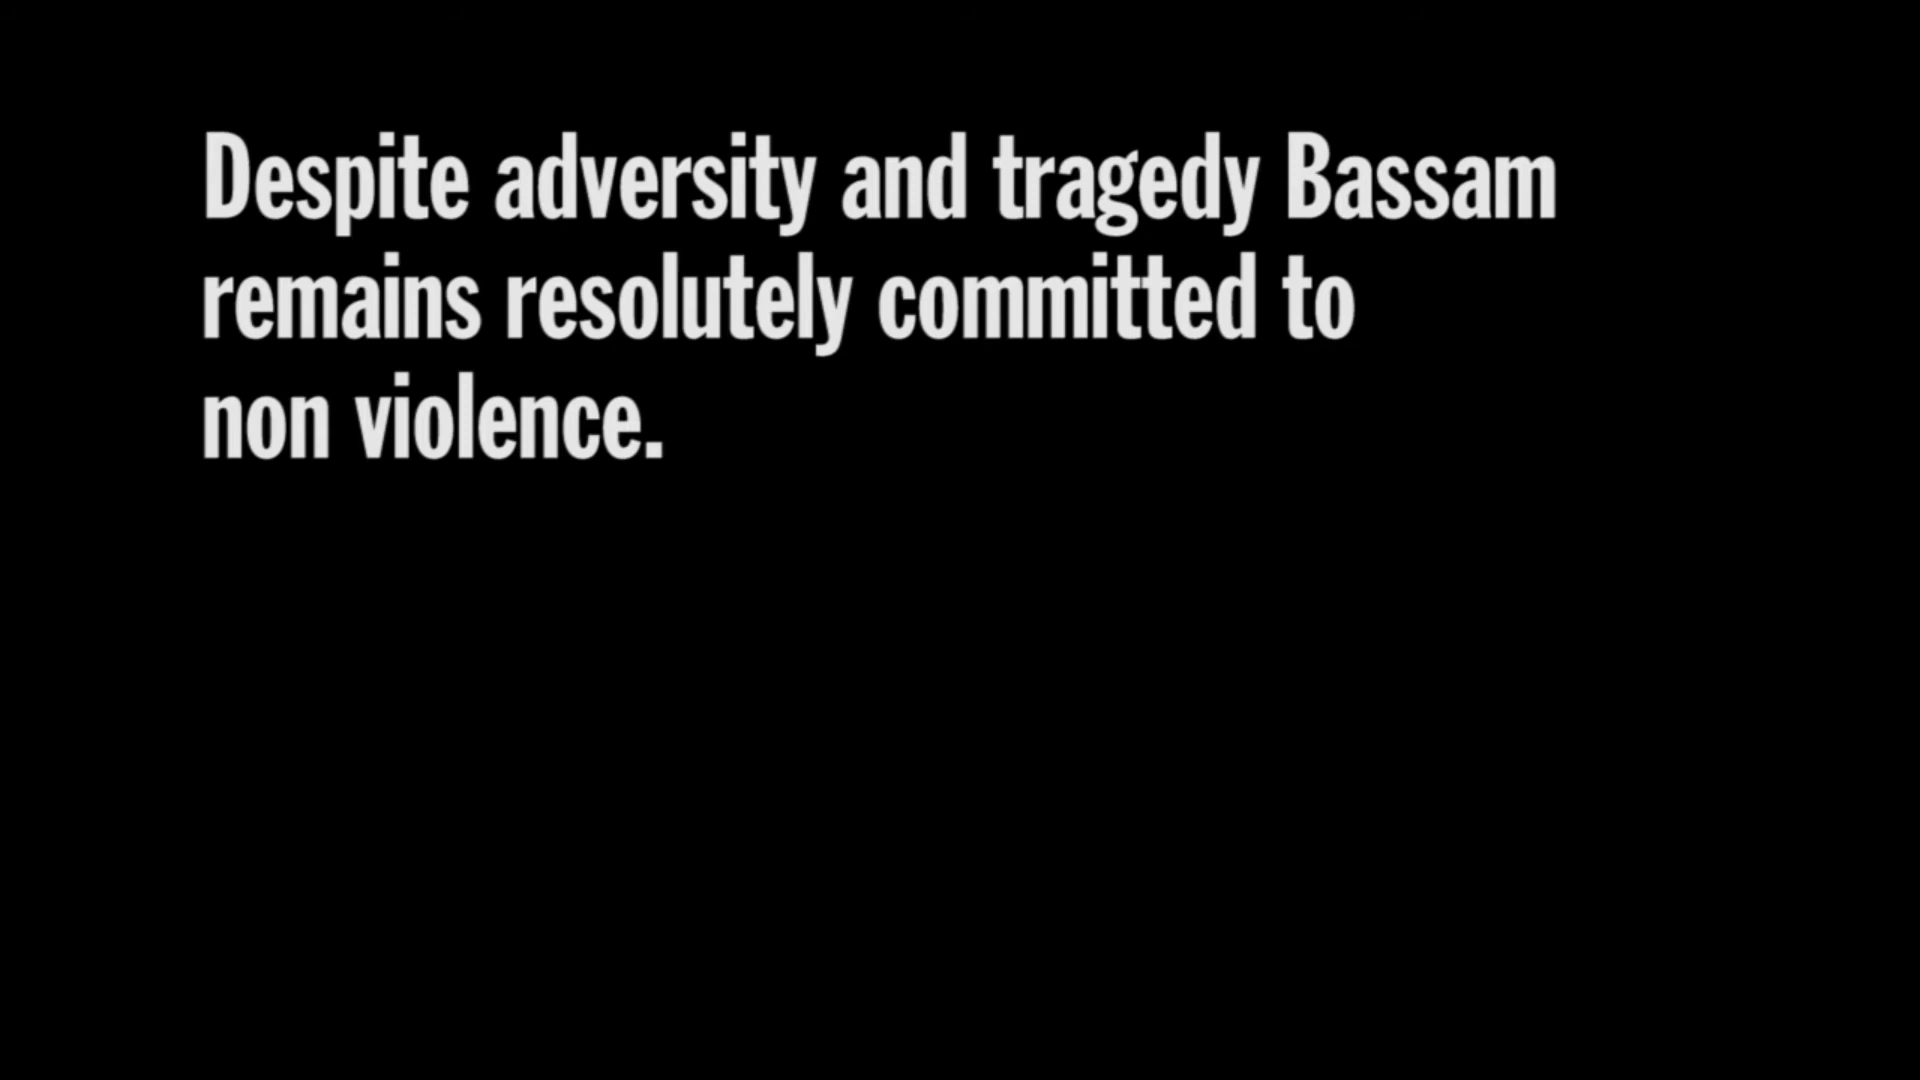 Despite adversity and tragedy Bassam
remains resolutely committed to
non violence.